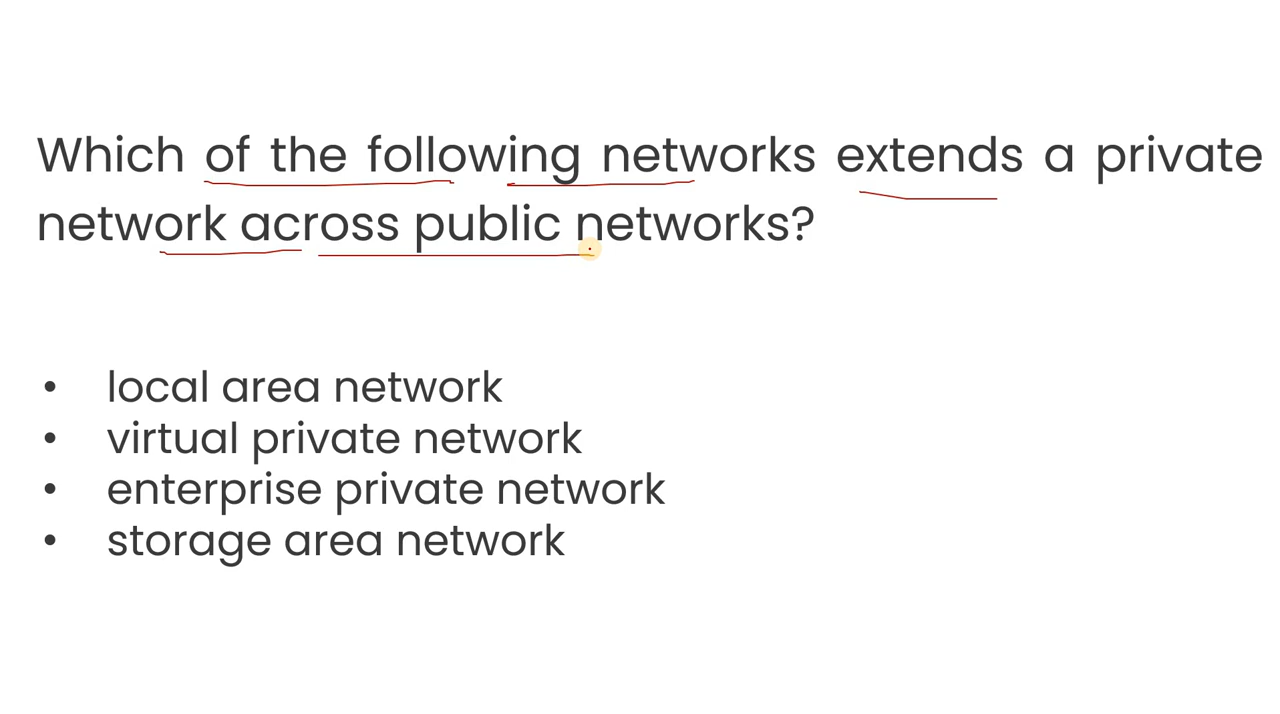 Which of the following networks extends a private
network across public networks?
• local area network
• virtual private network
• enterprise private network
• storage area network